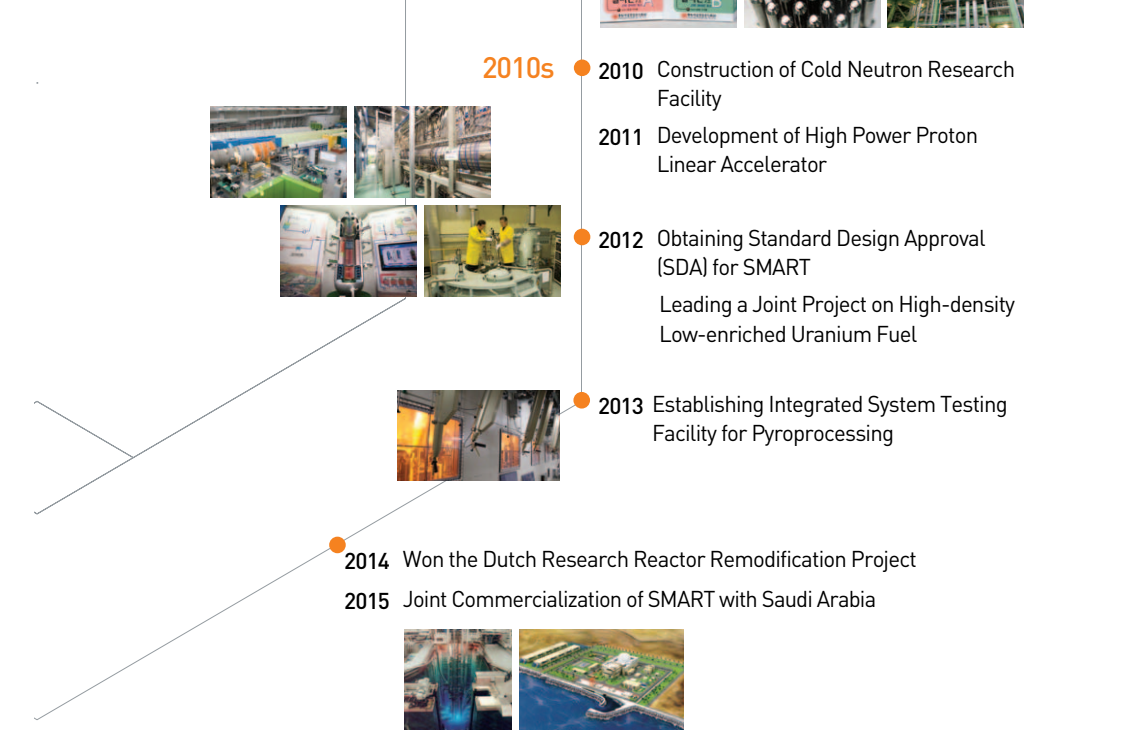 2010s
2010 Construction of Cold Neutron Research
Facility
2011 Development of High Power Proton
Linear Accelerator
2012 Obtaining Standard Design Approval
(SDA) for SMART
Leading a Joint Project on High-density
Low-enriched Uranium Fuel
2013 Establishing Integrated System Testing
Facility for Pyroprocessing
2014 Won the Dutch Research Reactor Remodification Project
2015 Joint Commercialization of SMART with Saudi Arabia